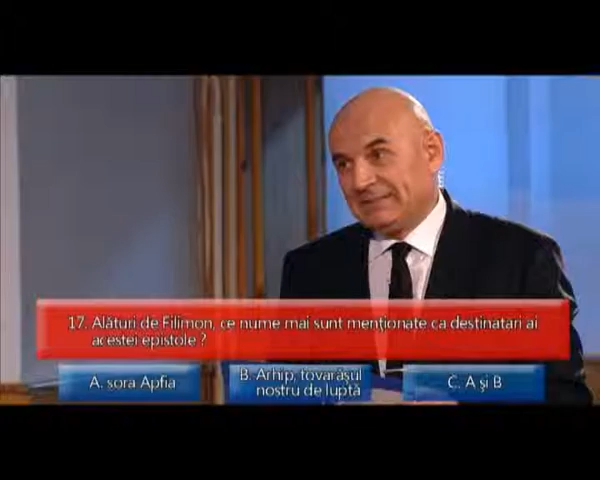 17. Alături de Filimon, ce nume mai sunt menționate ca destinatari ai
acestei epistole ?
A. sora Apfia
B. Arhip, tovarășul
nostru de luptă
C. A și B